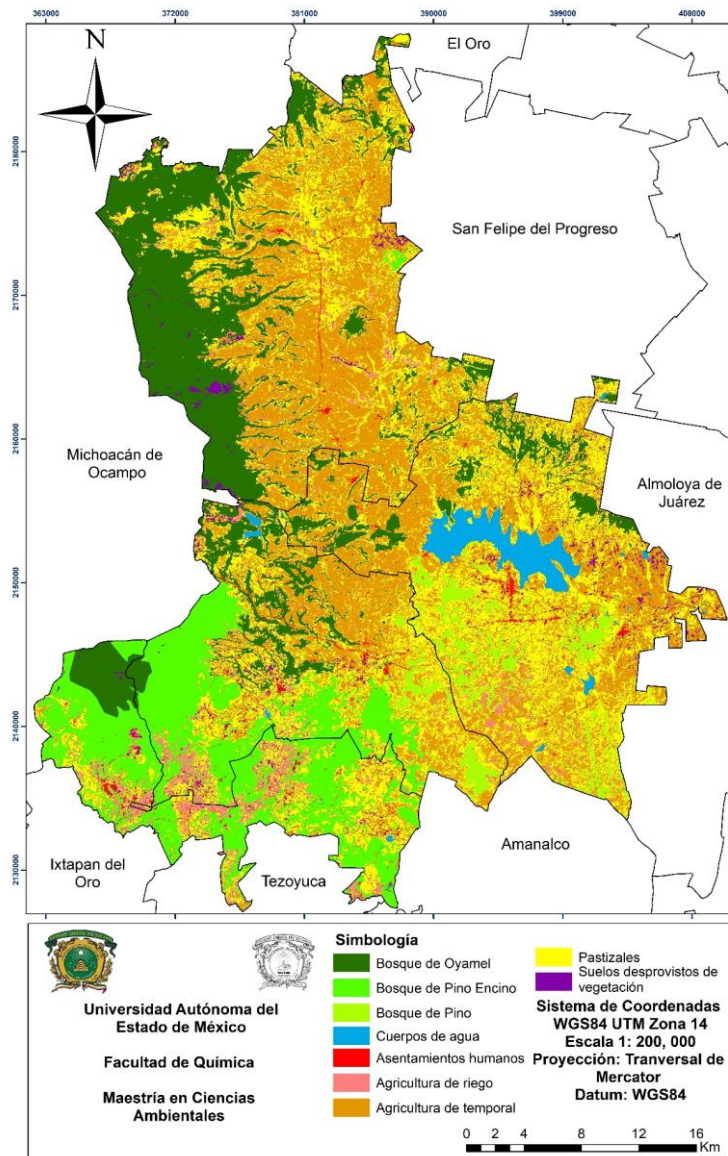 363000
372000
381000
390000
399000
408000
N
El Oro
2180000
San Felipe del Progreso
2170000
2160000
Michoacán de
Ocampo
Almoloya de
Juárez
2150000
2140000
2130000
Ixtapan del
Oro
Tezoyuca
Amanalco
Universidad Autónoma del
Estado de México
Facultad de Química
Maestría en Ciencias
Ambientales
Simbología
Bosque de Oyamel
Bosque de Pino Encino
Bosque de Pino
Cuerpos de agua
Asentamientos humanos
Agricultura de riego
Agricultura de temporal
Pastizales
Suelos desprovistos de
vegetación
Sistema de Coordenadas
WGS84 UTM Zona 14
Escala 1: 200, 000
Proyección: Tranversal de
Mercator
Datum: WGS84
0 2 4 8 12 16
Km